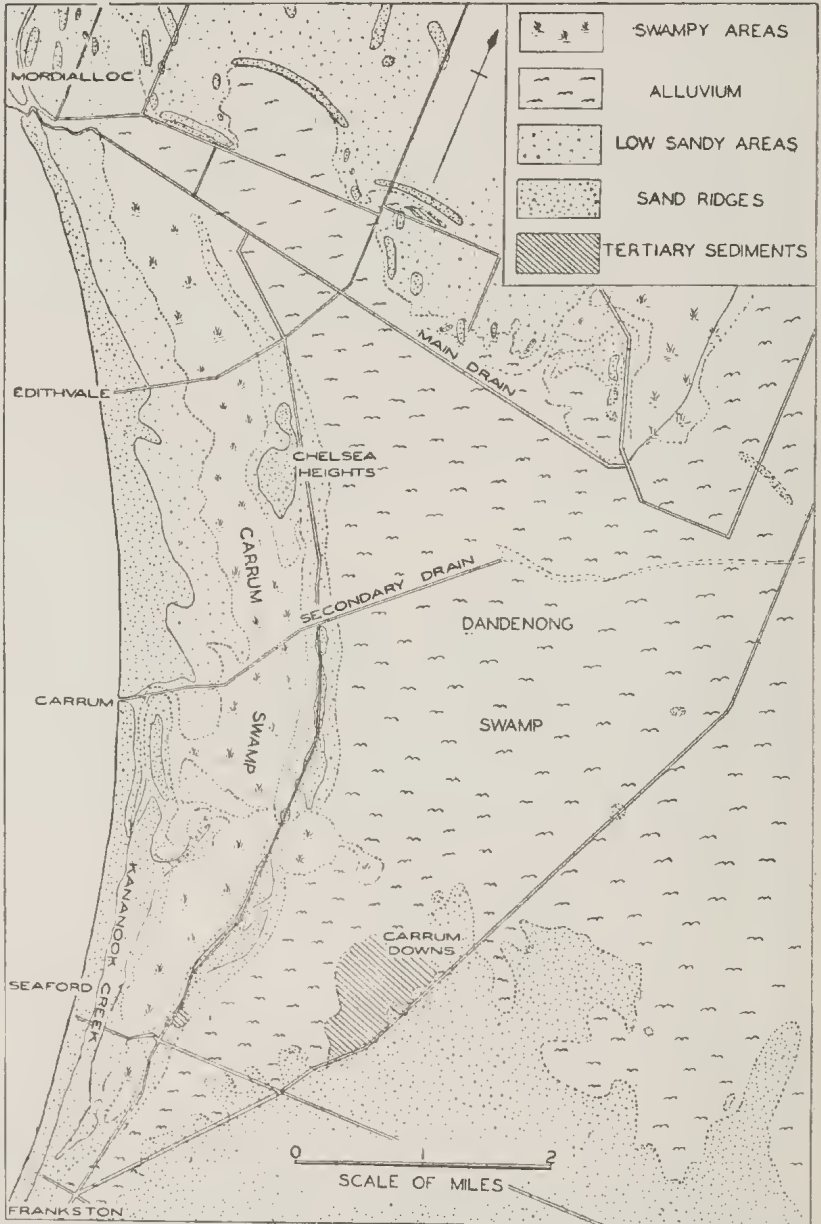 SWAMPY AREAS
ALLUVIUM
LOW SANDY AREAS
SAND RIDGES
TERTIARY SEDIMENTS
MORDIALLOC
MAIN DRAIN
EDITHVALE
CHELSEA
HEIGHTS
CARRUM
SWAMP
SECONDARY DRAIN
DANDENONG
SWAMP
CARRUM
KANANOOK CREEK
CARRUM
DOWNS
SEAFORD
0 1 2
SCALE OF MILES
FRANKSTON